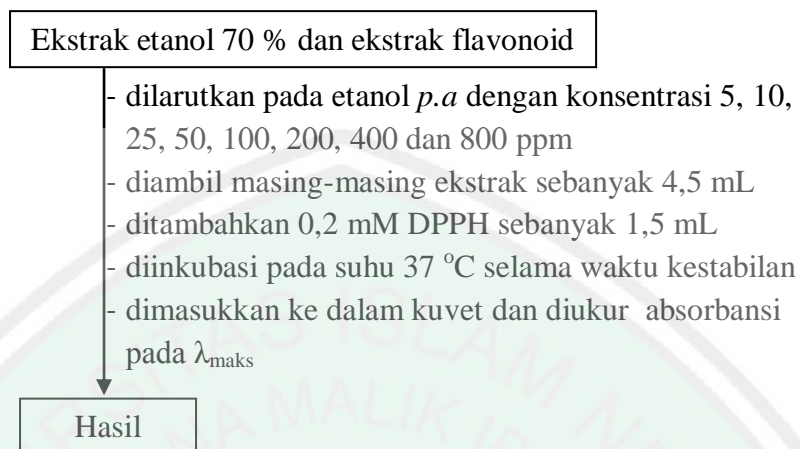 Ekstrak etanol 70 % dan ekstrak flavonoid
- dilarutkan pada etanol p.a dengan konsentrasi 5, 10,
25, 50, 100, 200, 400 dan 800 ppm
- diambil masing-masing ekstrak sebanyak 4,5 mL
- ditambahkan 0,2 mM DPPH sebanyak 1,5 mL
- diinkubasi pada suhu 37 °C selama waktu kestabilan
- dimasukkan ke dalam kuvet dan diukur absorbansi
pada λmaks
Hasil